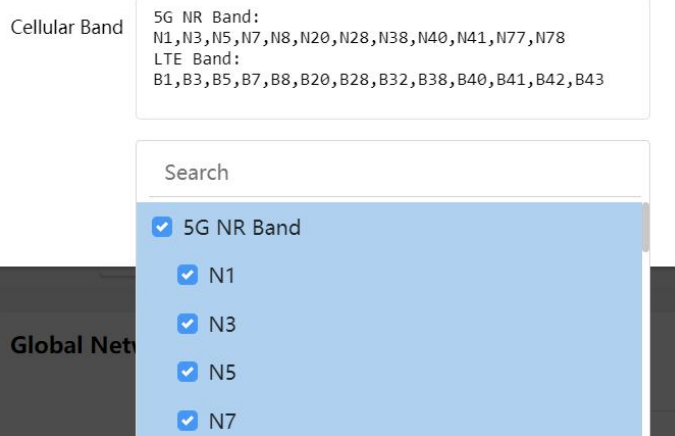 Cellular Band
5G NR Band:
N1,N3,N5,N7,N8,N20,N28,N38,N40,N41,N77,N78
LTE Band:
B1,B3,B5,B7,B8,B20,B28,B32,B38,B40,B41,B42,B43
Search
5G NR Band
N1
N3
Global
N5
N7